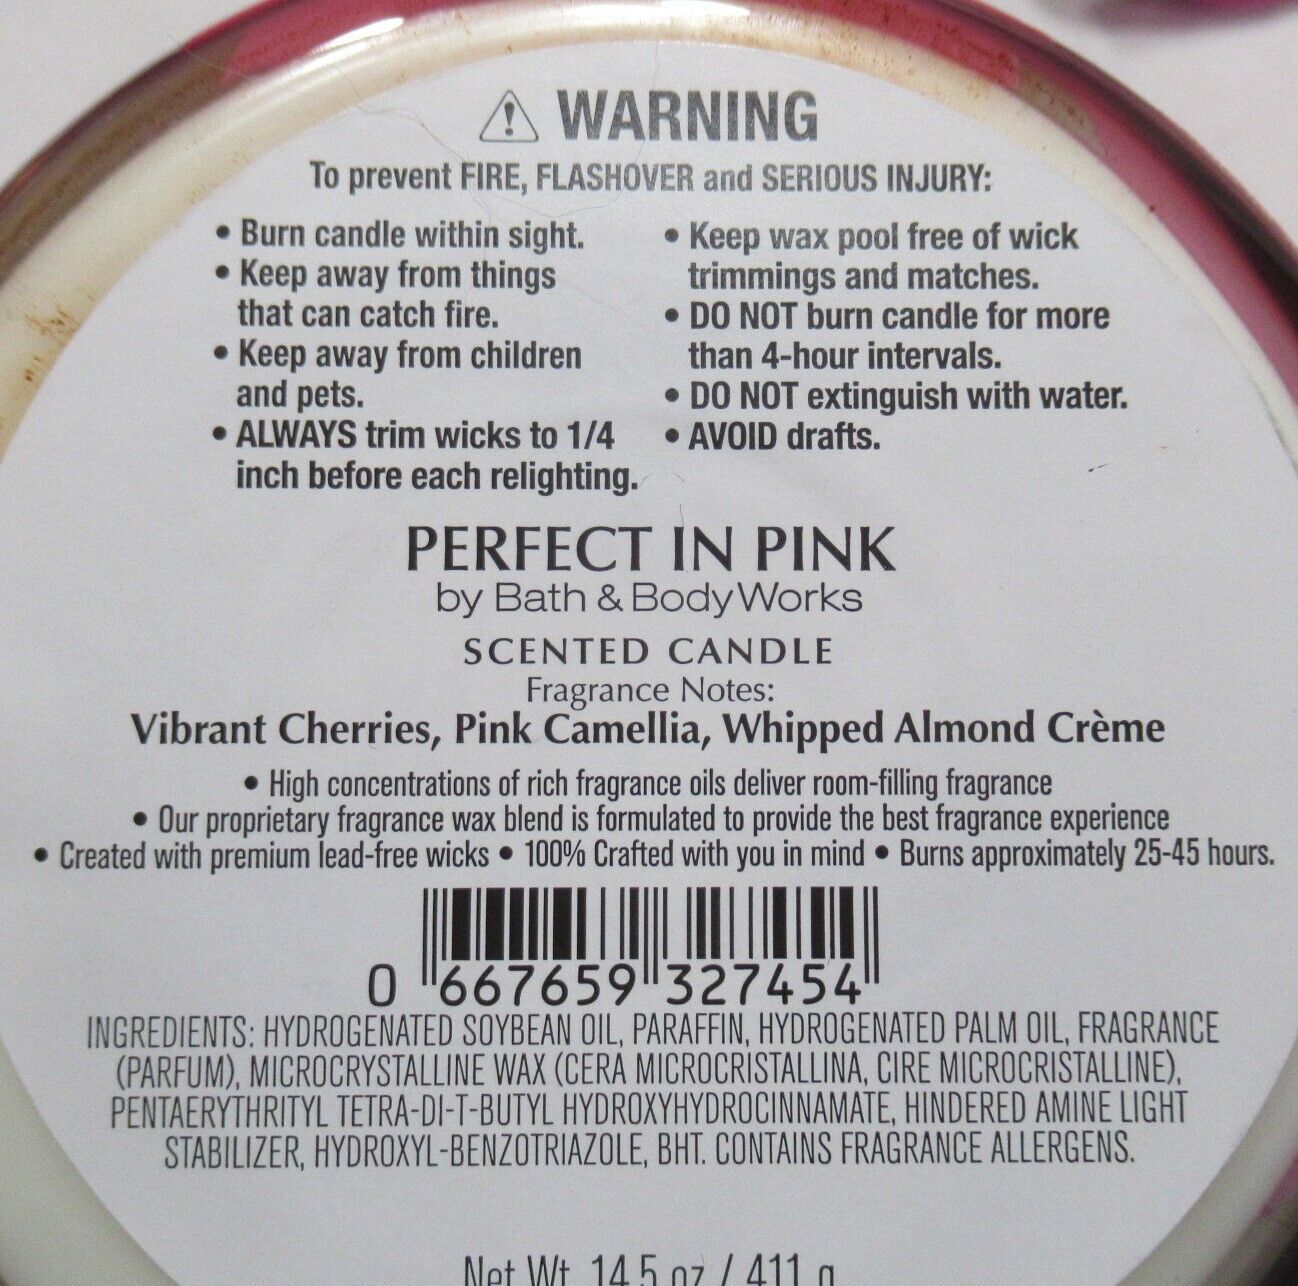 ⚠ WARNING
To prevent FIRE, FLASHOVER and SERIOUS INJURY:
• Burn candle within sight.
• Keep away from things
that can catch fire.
• Keep away from children
and pets.
• ALWAYS trim wicks to 1/4
inch before each relighting.
• Keep wax pool free of wick
trimmings and matches.
• DO NOT burn candle for more
than 4-hour intervals.
• DO NOT extinguish with water.
• AVOID drafts.
PERFECT IN PINK
by Bath & Body Works
SCENTED CANDLE
Fragrance Notes:
Vibrant Cherries, Pink Camellia, Whipped Almond Crème
• High concentrations of rich fragrance oils deliver room-filling fragrance
• Our proprietary fragrance wax blend is formulated to provide the best fragrance experience
• Created with premium lead-free wicks • 100% Crafted with you in mind • Burns approximately 25-45 hours.
0 667659 327454
INGREDIENTS: HYDROGENATED SOYBEAN OIL, PARAFFIN, HYDROGENATED PALM OIL, FRAGRANCE
(PARFUM), MICROCRYSTALLINE WAX (CERA MICROCRISTALLINA, CIRE MICROCRISTALLINE),
PENTAERYTHRITYL TETRA-DI-T-BUTYL HYDROXYHYDROCINNAMATE, HINDERED AMINE LIGHT
STABILIZER, HYDROXYL-BENZOTRIAZOLE, BHT. CONTAINS FRAGRANCE ALLERGENS.
Net Wt. 14.5 oz / 411 g